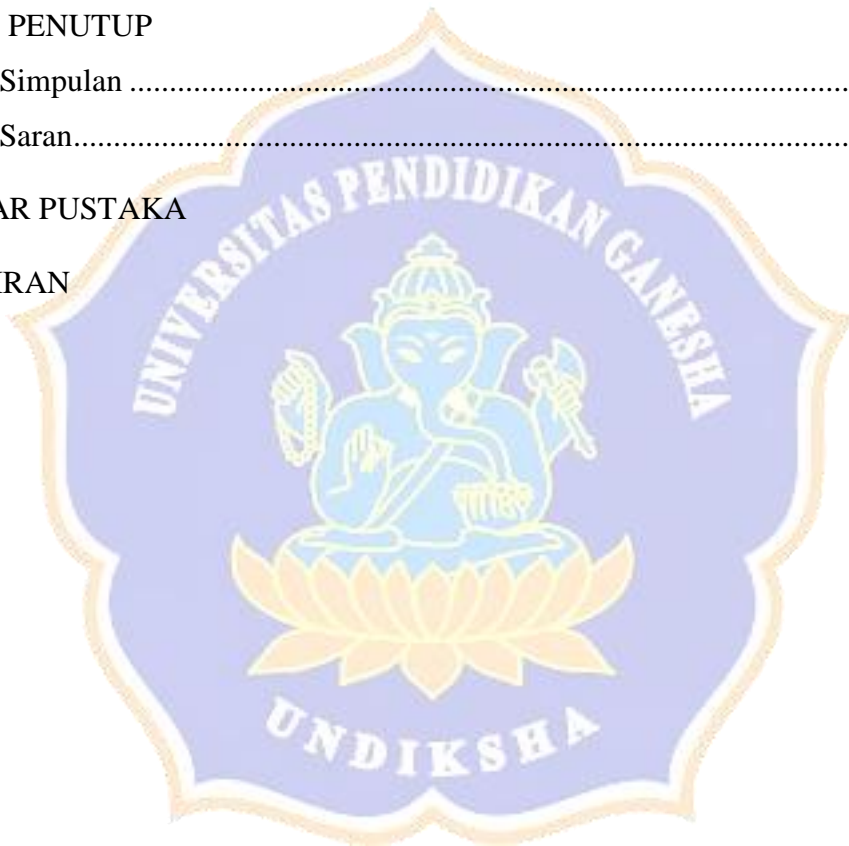 PENUTUP
Simpulan ...........................................................................................
Saran..................................................................................................
AR PUSTAKA
IRAN
UNIVERSITAS PENDIDIKAN GANESHA
UNDIKSHA